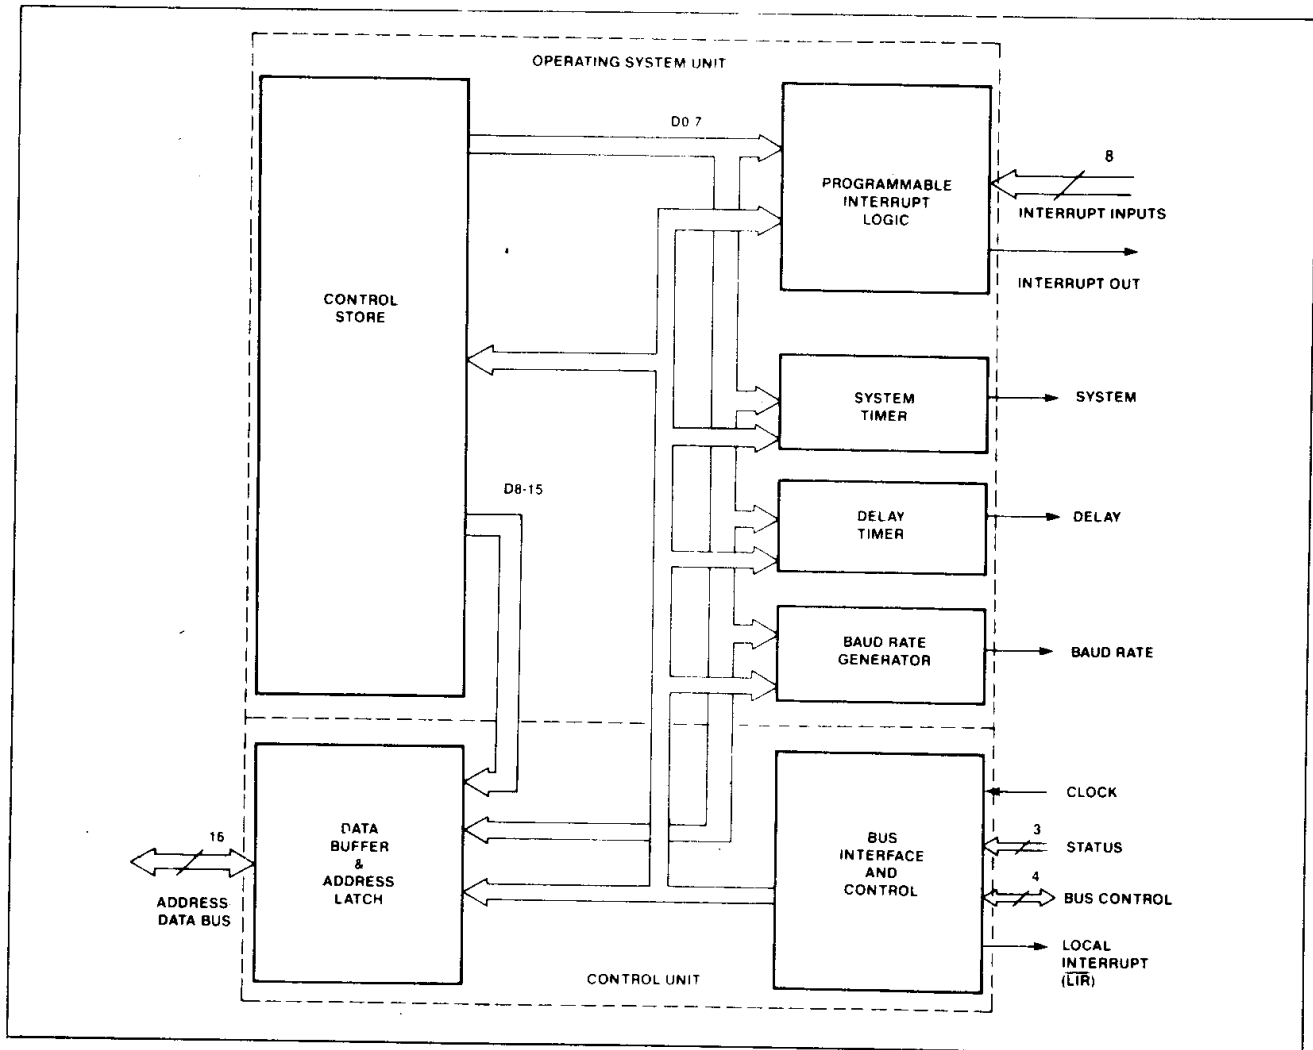 OPERATING SYSTEM UNIT
D0 7
8
PROGRAMMABLE
INTERRUPT
LOGIC
INTERRUPT INPUTS
INTERRUPT OUT
CONTROL
STORE
SYSTEM
TIMER
SYSTEM
D8-15
DELAY
TIMER
DELAY
BAUD RATE
GENERATOR
BAUD RATE
16
ADDRESS
DATA BUS
DATA
BUFFER
&
ADDRESS
LATCH
BUS
INTERFACE
AND
CONTROL
CLOCK
3
STATUS
4
BUS CONTROL
LOCAL
INTERRUPT
(L̅I̅R̅)
CONTROL UNIT